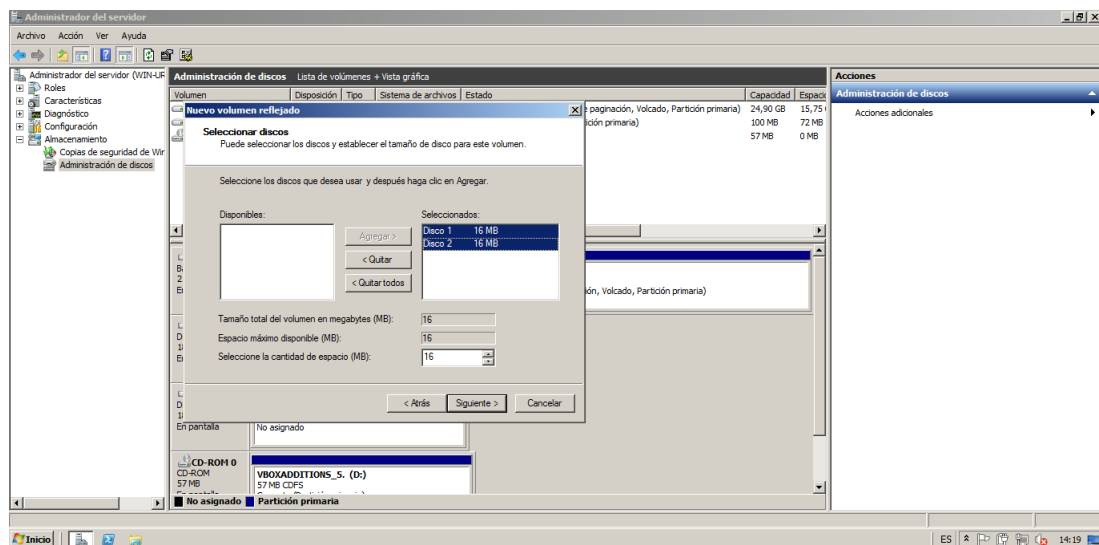 Administrador del servidor
Archivo Acción Ver Ayuda
Administrador del servidor (WIN-UR
Roles
Características
Diagnóstico
Configuración
Almacenamiento
Copias de seguridad de Wir
Administración de discos
Administración de discos Lista de volúmenes + Vista gráfica
Volumen Disposición Tipo Sistema de archivos Estado Capacidad Espacio
paginación, Volcado, Partición primaria) 24,90 GB 15,75
ición primaria) 100 MB 72 MB
57 MB 0 MB
Nuevo volumen reflejado
Seleccionar discos
Puede seleccionar los discos y establecer el tamaño de disco para este volumen.
Seleccione los discos que desea usar y después haga clic en Agregar.
Disponibles: Seleccionados:
Agregar >
< Quitar
< Quitar todos
Disco 1 16 MB
Disco 2 16 MB
Tamaño total del volumen en megabytes (MB): 16
Espacio máximo disponible (MB): 16
Seleccione la cantidad de espacio (MB): 16
< Atrás Siguiente > Cancelar
ión, Volcado, Partición primaria)
En pantalla No asignado
CD-ROM 0
CD-ROM
57 MB
VBOXADDITIONS_5. (D:)
57 MB CDFS
No asignado Partición primaria
Acciones
Administración de discos
Acciones adicionales
Inicio
ES 14:19